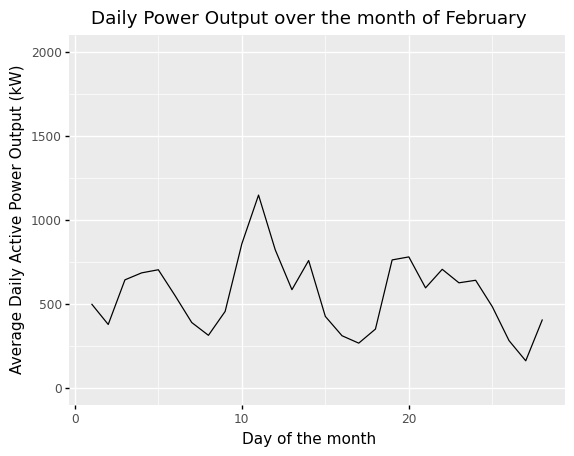 Daily Power Output over the month of February
Average Daily Active Power Output (kW)
2000
1500
1000
500
0
0
10
20
Day of the month